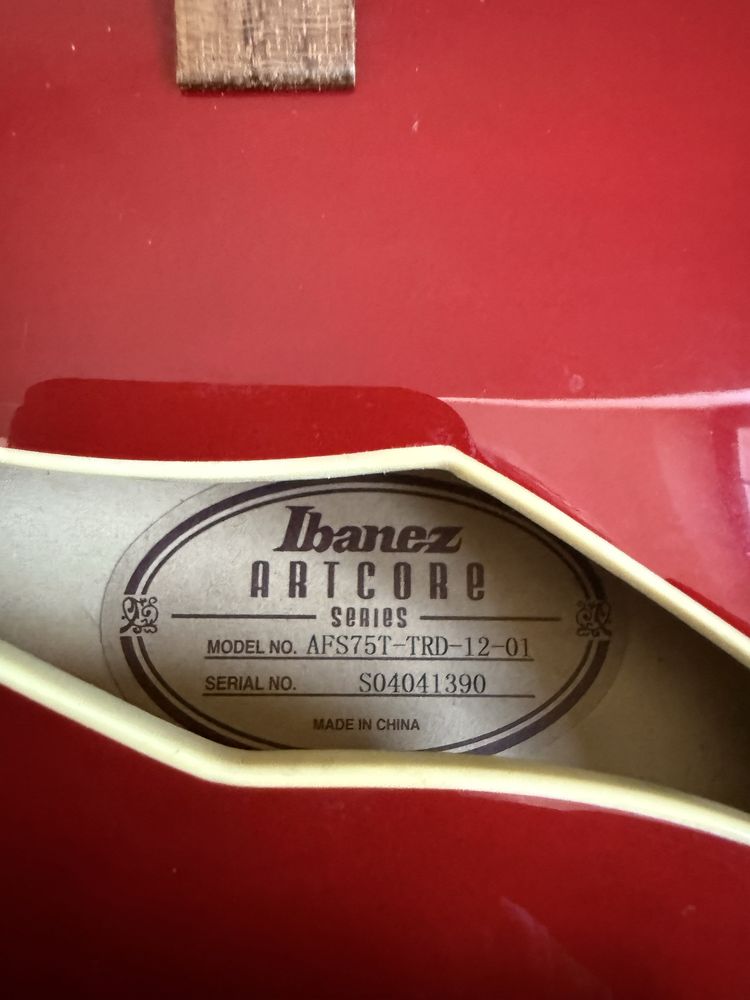 Ibanez
ARTCORE
SERIES
MODEL NO. AFS75T-TRD-12-01
SERIAL NO. S04041390
MADE IN CHINA